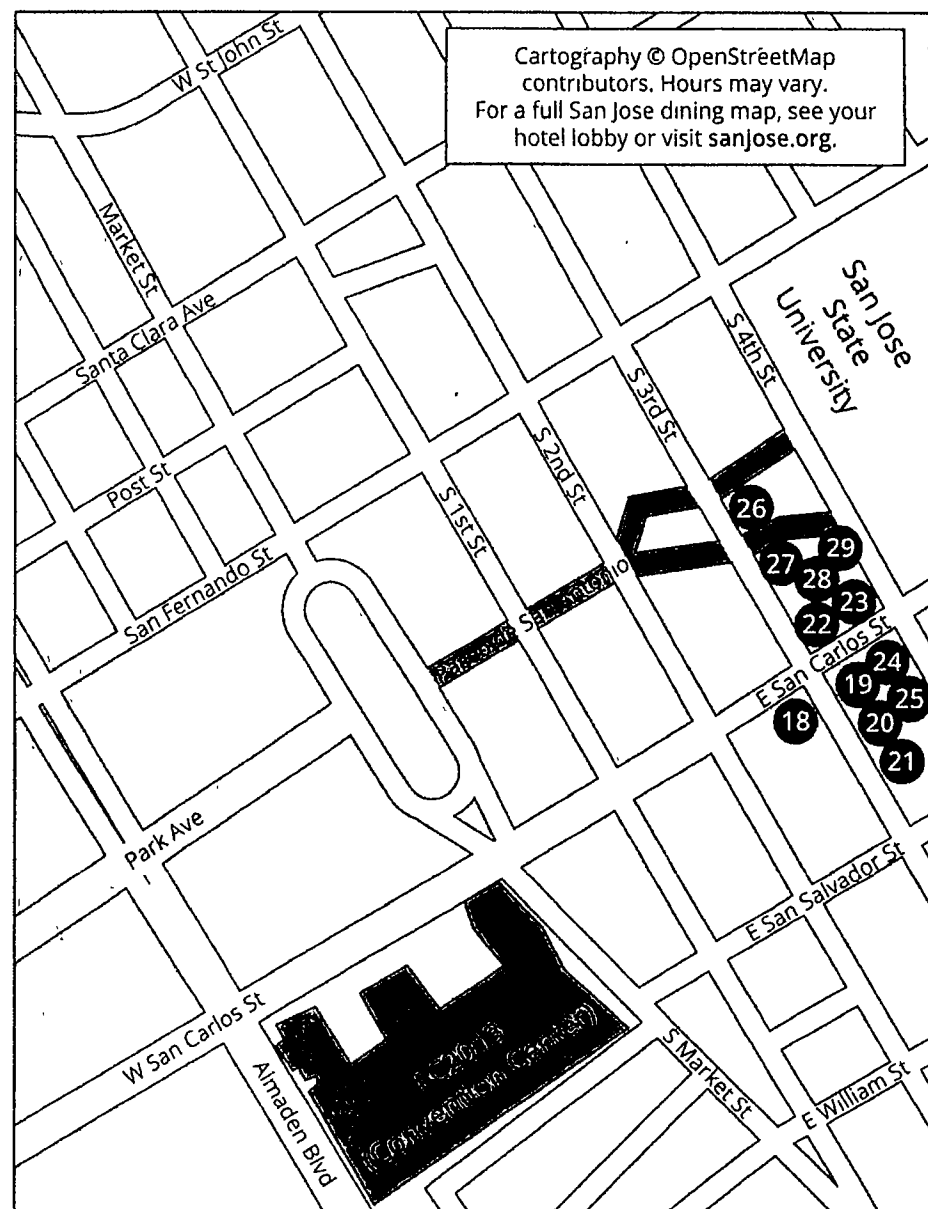 Cartography © OpenStreetMap
contributors. Hours may vary.
For a full San Jose dining map, see your
hotel lobby or visit sanjose.org.
W St John St
Market St
Santa Clara Ave
San Jose
State
University
S 4th St
S 3rd St
S 2nd St
S 1st St
Post St
San Fernando St
Paseo de San Antonio
26
27
28
29
23
22
E San Carlos St
24
19
25
18
20
21
Park Ave
E San Salvador St
W San Carlos St
(Convention Center)
Almaden Blvd
S Market St
E William St